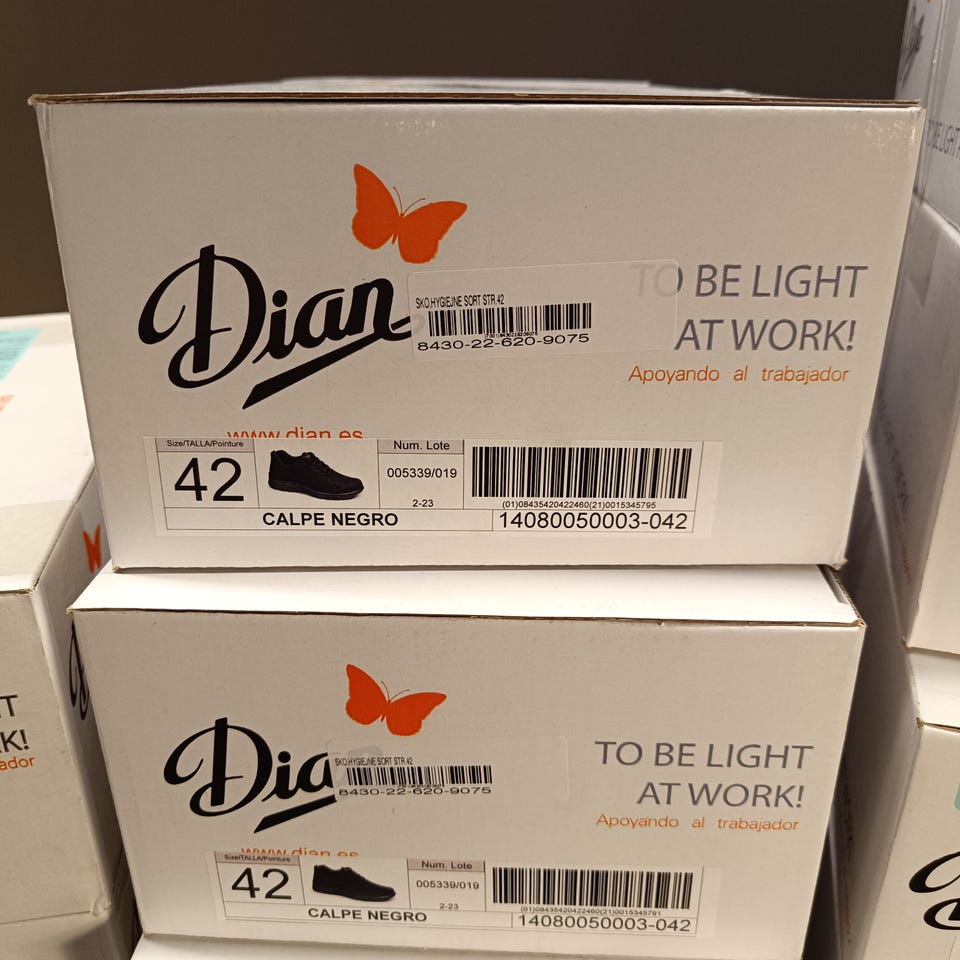 Dian
SKO,HYGIEJNE SORT STR.42
8430-22-620-9075
TO BE LIGHT
AT WORK!
Apoyando al trabajador
www.dian.es
Size/TALLA/Pointure
42
Num. Lote
005339/019
2-23
(01)08435420422460(21)0015345795
CALPE NEGRO
14080050003-042
Dia
SKO,HYGIEJNE SORT STR.42
8430-22-620-9075
TO BE LIGHT
AT WORK!
Apoyando al trabajador
www.dian.es
Size/TALLA/Pointure
42
Num. Lote
005339/019
2-23
(01)08435420422460(21)0015345791
CALPE NEGRO
14080050003-042
K!
ador